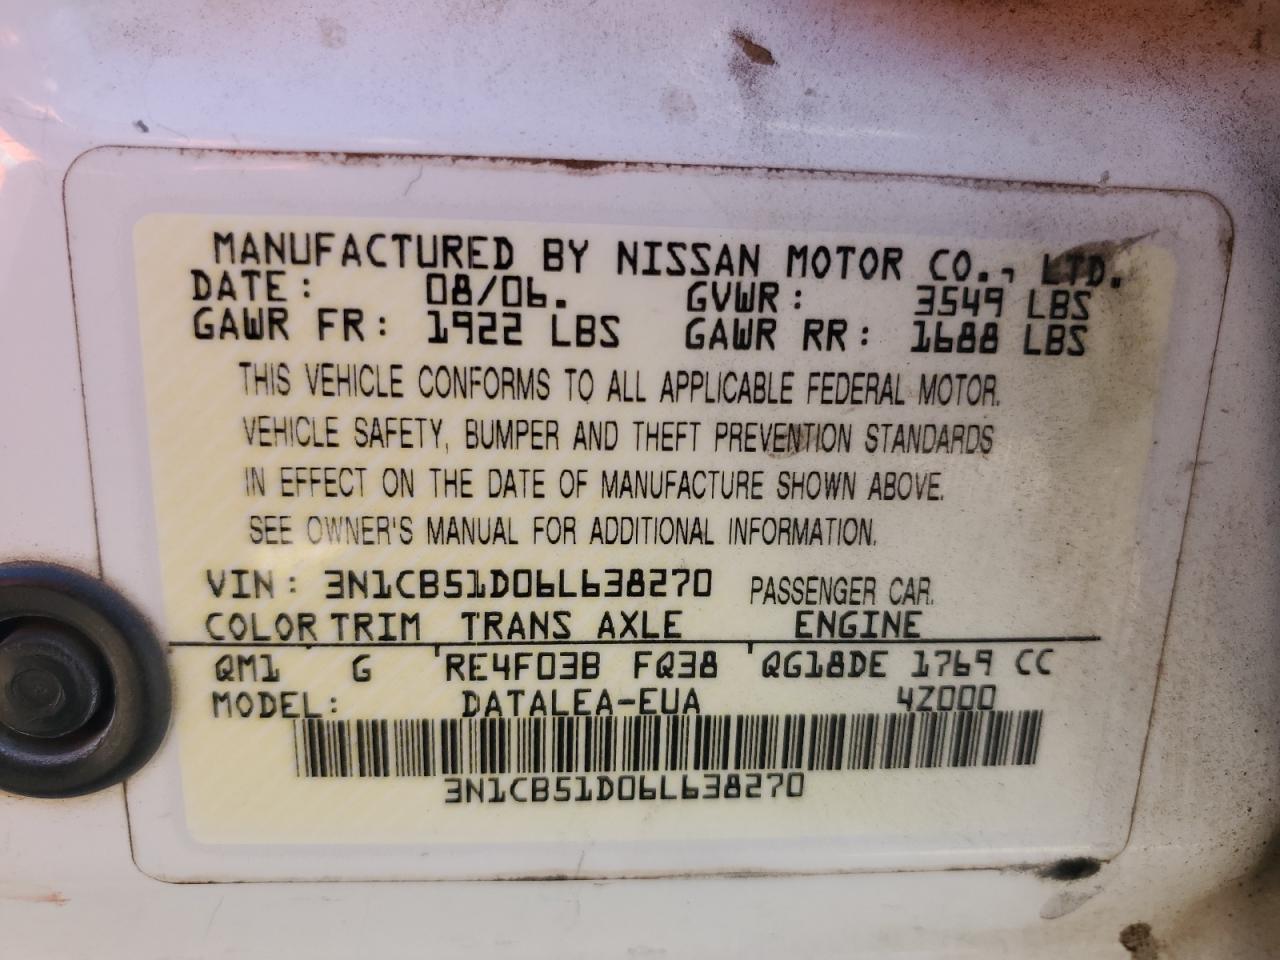 MANUFACTURED BY NISSAN MOTOR CO., LTD.
DATE: 08/06. GVWR: 3549 LBS
GAWR FR: 1922 LBS GAWR RR: 1688 LBS
THIS VEHICLE CONFORMS TO ALL APPLICABLE FEDERAL MOTOR.
VEHICLE SAFETY, BUMPER AND THEFT PREVENTION STANDARDS
IN EFFECT ON THE DATE OF MANUFACTURE SHOWN ABOVE.
SEE OWNER'S MANUAL FOR ADDITIONAL INFORMATION.
VIN: 3N1CB51D06L638270 PASSENGER CAR.
COLOR TRIM TRANS AXLE ENGINE
QM1 G RE4F03B FQ38 QG18DE 1769 CC
MODEL: DATALEA-EUA 4Z000
3N1CB51D06L638270